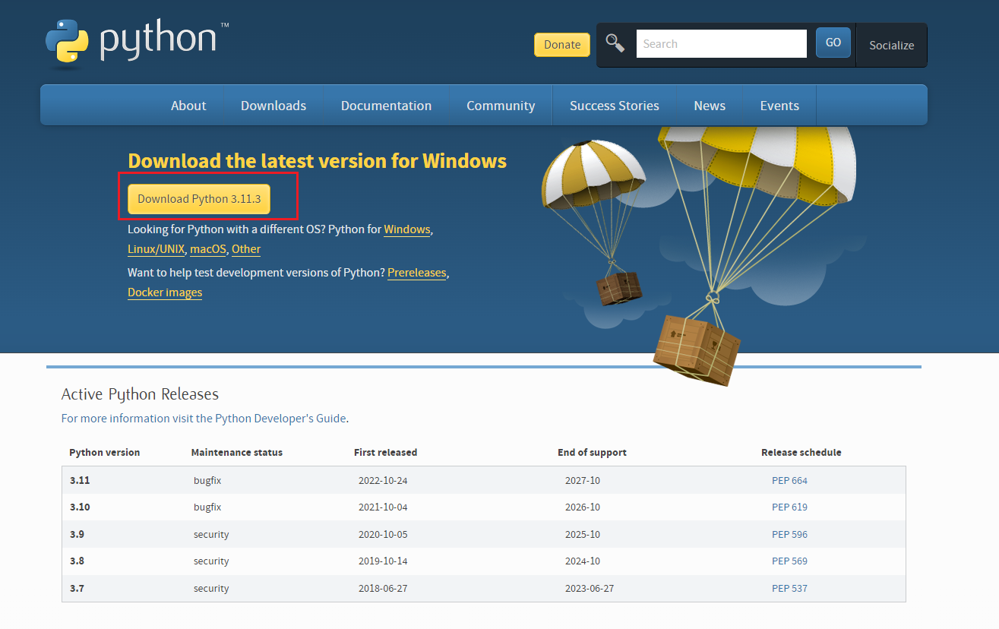 python™
Donate
Search
GO
Socialize
About Downloads Documentation Community Success Stories News Events
Download the latest version for Windows
Download Python 3.11.3
Looking for Python with a different OS? Python for Windows,
Linux/UNIX, macOS, Other
Want to help test development versions of Python? Prereleases,
Docker images
Active Python Releases
For more information visit the Python Developer's Guide.
Python version Maintenance status First released End of support Release schedule
3.11 bugfix 2022-10-24 2027-10 PEP 664
3.10 bugfix 2021-10-04 2026-10 PEP 619
3.9 security 2020-10-05 2025-10 PEP 596
3.8 security 2019-10-14 2024-10 PEP 569
3.7 security 2018-06-27 2023-06-27 PEP 537